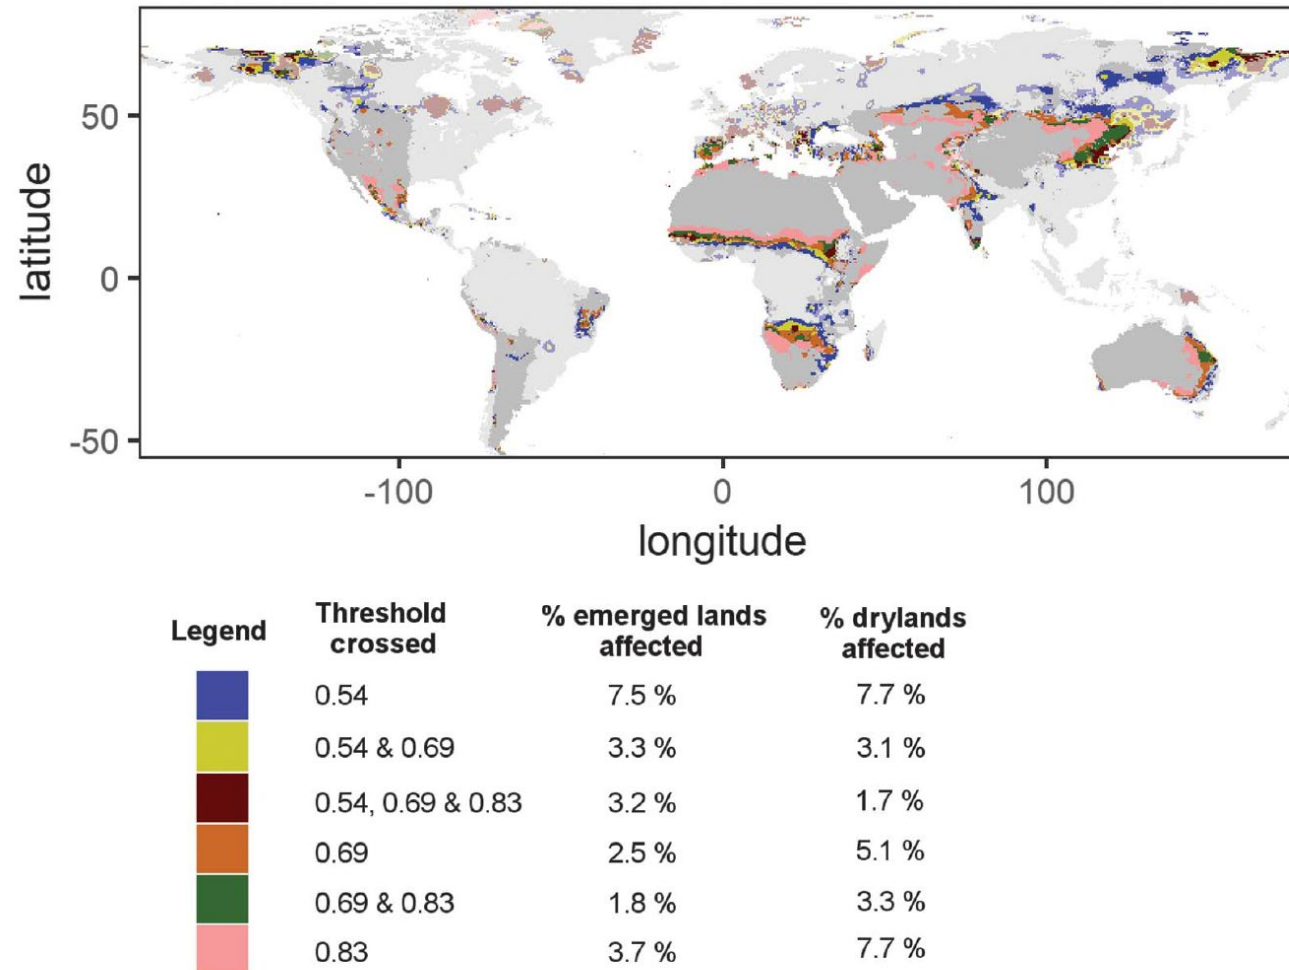 50
0
-50
latitude
-100 0 100
longitude
Legend Threshold crossed % emerged lands affected % drylands affected
0.54 7.5 % 7.7 %
0.54 & 0.69 3.3 % 3.1 %
0.54, 0.69 & 0.83 3.2 % 1.7 %
0.69 2.5 % 5.1 %
0.69 & 0.83 1.8 % 3.3 %
0.83 3.7 % 7.7 %